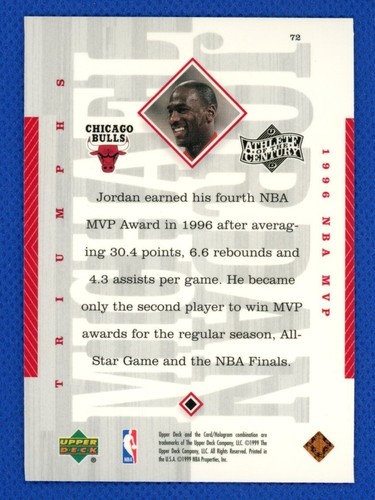 72
MICHAEL
JORDAN
CHICAGO
BULLS
ATHLETE
OF THE
CENTURY
TRIUMPHS
1996 NBA MVP
Jordan earned his fourth NBA
MVP Award in 1996 after averag-
ing 30.4 points, 6.6 rebounds and
4.3 assists per game. He became
only the second player to win MVP
awards for the regular season, All-
Star Game and the NBA Finals.
UPPER
DECK
NBA
Upper Deck and the Card/Hologram combination are
trademarks of The Upper Deck Company, LLC. ©1999 The
Upper Deck Company, LLC. All Rights Reserved. Printed in
the U.S.A. ©1999 NBA Properties, Inc.